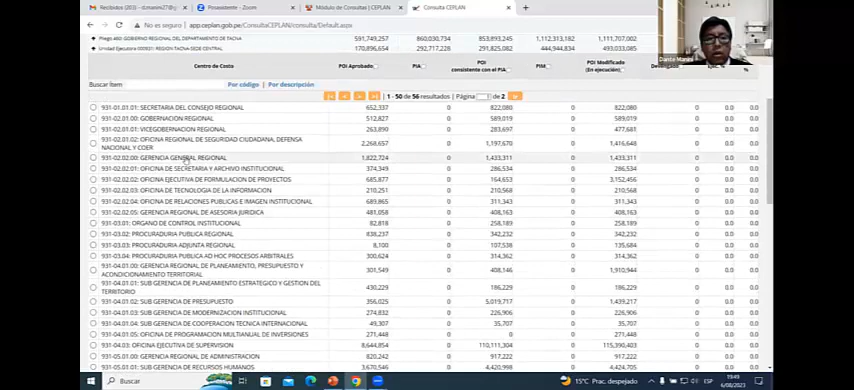 Recibidos (203) - d.manini27@g
Posasistente - Zoom
Módulo de Consultas | CEPLAN
Consulta CEPLAN
No es seguro | app.ceplan.gob.pe/ConsultaCEPLAN/consulta/Default.aspx
Pliego 460: GOBIERNO REGIONAL DEL DEPARTAMENTO DE TACNA 591,749,257 860,030,734 853,893,245 1,112,313,182 1,111,707,002
Unidad Ejecutora 000931: REGION TACNA-SEDE CENTRAL 170,896,654 292,717,228 291,825,082 444,944,834 493,033,085
Dante Manini
Centro de Costo POI Aprobado PIA POI consistente con el PIA PIM POI Modificado (En ejecución) %
Buscar Ítem Por código | Por descripción
1 - 50 de 56 resultados | Página 1 de 2
931-01.01.01: SECRETARIA DEL CONSEJO REGIONAL 652,337 0 822,080 0 822,080 0 0.0 0.0
931-02.01.00: GOBERNACION REGIONAL 512,827 0 589,019 0 589,019 0 0.0 0.0
931-02.01.01: VICEGOBERNACION REGIONAL 263,890 0 283,697 0 477,681 0 0.0 0.0
931-02.01.02: OFICINA REGIONAL DE SEGURIDAD CIUDADANA, DEFENSA NACIONAL Y COER 2,268,657 0 1,197,670 0 1,416,648 0 0.0 0.0
931-02.02.00: GERENCIA GENERAL REGIONAL 1,822,724 0 1,433,311 0 1,433,311 0 0.0 0.0
931-02.02.01: OFICINA DE SECRETARIA Y ARCHIVO INSTITUCIONAL 374,349 0 286,534 0 286,534 0 0.0 0.0
931-02.02.02: OFICINA EJECUTIVA DE FORMULACION DE PROYECTOS 685,877 0 164,663 0 3,152,456 0 0.0 0.0
931-02.02.03: OFICINA DE TECNOLOGIA DE LA INFORMACION 210,251 0 210,568 0 210,568 0 0.0 0.0
931-02.02.04: OFICINA DE RELACIONES PUBLICAS E IMAGEN INSTITUCIONAL 689,865 0 311,343 0 311,343 0 0.0 0.0
931-02.02.05: GERENCIA REGIONAL DE ASESORIA JURIDICA 481,058 0 408,163 0 408,163 0 0.0 0.0
931-03.01: ORGANO DE CONTROL INSTITUCIONAL 82,818 0 258,189 0 258,189 0 0.0 0.0
931-03.02: PROCURADURIA PUBLICA REGIONAL 838,237 0 342,232 0 342,232 0 0.0 0.0
931-03.03: PROCURADURIA ADJUNTA REGIONAL 8,100 0 107,538 0 135,684 0 0.0 0.0
931-03.04: PROCURADURIA PUBLICA AD HOC PROCESOS ARBITRALES 300,624 0 314,362 0 314,362 0 0.0 0.0
931-04.01.00: GERENCIA REGIONAL DE PLANEAMIENTO, PRESUPUESTO Y ACONDICIONAMIENTO TERRITORIAL 301,549 0 408,146 0 1,910,944 0 0.0 0.0
931-04.01.01: SUB GERENCIA DE PLANEAMIENTO ESTRATEGICO Y GESTION DEL TERRITORIO 430,229 0 186,229 0 430,229 0 0.0 0.0
931-04.01.02: SUB GERENCIA DE PRESUPUESTO 356,025 0 5,019,717 0 1,439,217 0 0.0 0.0
931-04.01.03: SUB GERENCIA DE MODERNIZACION INSTITUCIONAL 274,832 0 226,906 0 226,906 0 0.0 0.0
931-04.01.04: SUB GERENCIA DE COOPERACION TECNICA INTERNACIONAL 49,307 0 35,707 0 35,707 0 0.0 0.0
931-04.01.05: OFICINA DE PROGRAMACION MULTIANUAL DE INVERSIONES 271,448 0 0 0 271,448 0 0.0 0.0
931-04.03: OFICINA EJECUTIVA DE SUPERVISION 8,644,854 0 110,111,304 0 115,390,403 0 0.0 0.0
931-05.01.00: GERENCIA REGIONAL DE ADMINISTRACION 820,242 0 917,222 0 917,222 0 0.0 0.0
931-05.01.01: SUB GERENCIA DE RECURSOS HUMANOS 3,670,546 0 4,420,998 0 4,424,705 0 0.0 0.0
Buscar
15°C Prac. despejado
ESP
19:49
6/08/2023